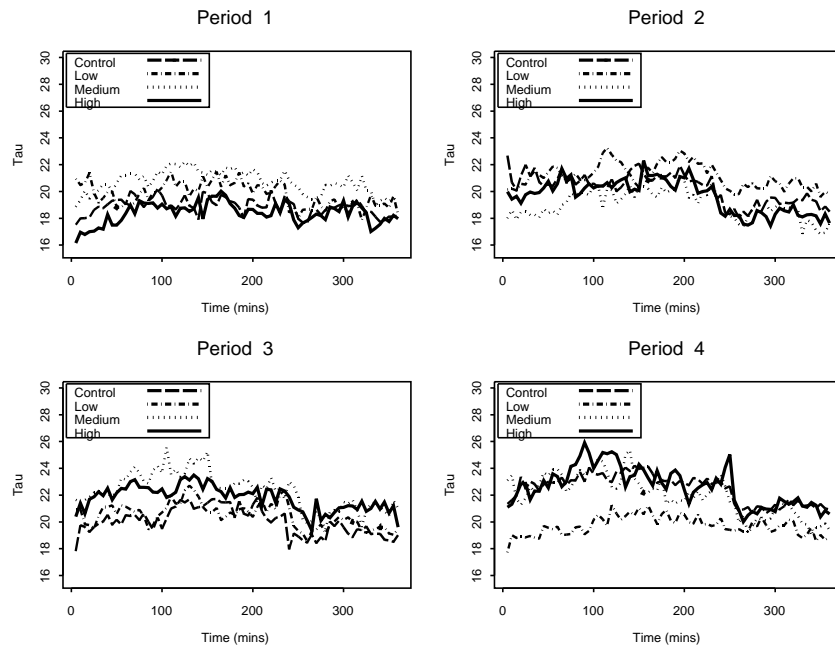 Period 1
Tau
30
28
26
24
22
20
18
16
Control
Low
Medium
High
0
100
200
300
Time (mins)
Period 2
Tau
30
28
26
24
22
20
18
16
Control
Low
Medium
High
0
100
200
300
Time (mins)
Period 3
Tau
30
28
26
24
22
20
18
16
Control
Low
Medium
High
0
100
200
300
Time (mins)
Period 4
Tau
30
28
26
24
22
20
18
16
Control
Low
Medium
High
0
100
200
300
Time (mins)